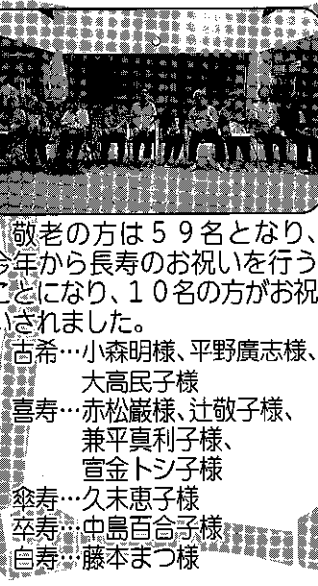 敬老の方は59名となり、
今年から長寿のお祝いを行う
ことになり、10名の方がお祝
いされました。
古希…小森明様、平野廣志様、
大高民子様
喜寿…赤松巌様、辻敬子様、
兼平真利子様、
宣金トシ子様
傘寿…久末恵子様
卒寿…中島百合子様
白寿…藤本まつ様